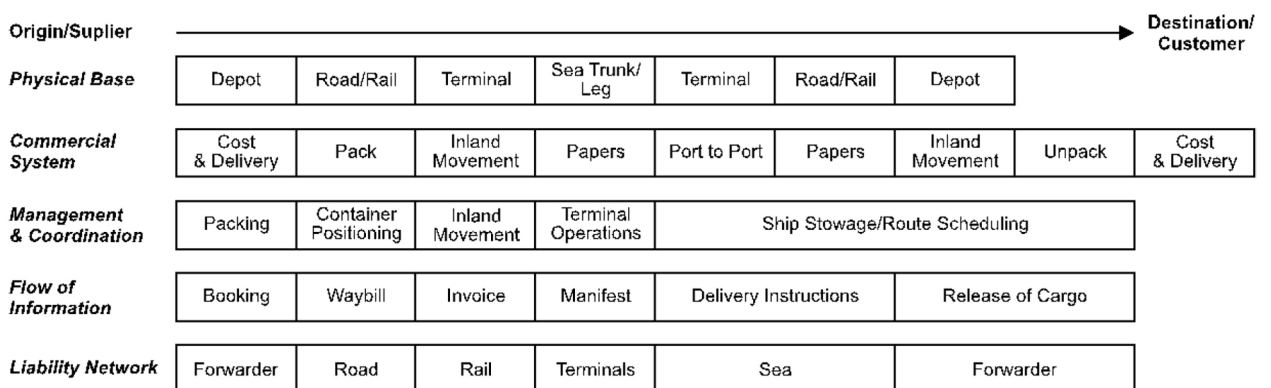 Origin/Suplier
Destination/
Customer
Physical Base
Depot
Road/Rail
Terminal
Sea Trunk/
Leg
Terminal
Road/Rail
Depot
Commercial
System
Cost
& Delivery
Pack
Inland
Movement
Papers
Port to Port
Papers
Inland
Movement
Unpack
Cost
& Delivery
Management
& Coordination
Packing
Container
Positioning
Inland
Movement
Terminal
Operations
Ship Stowage/Route Scheduling
Flow of
Information
Booking
Waybill
Invoice
Manifest
Delivery Instructions
Release of Cargo
Liability Network
Forwarder
Road
Rail
Terminals
Sea
Forwarder